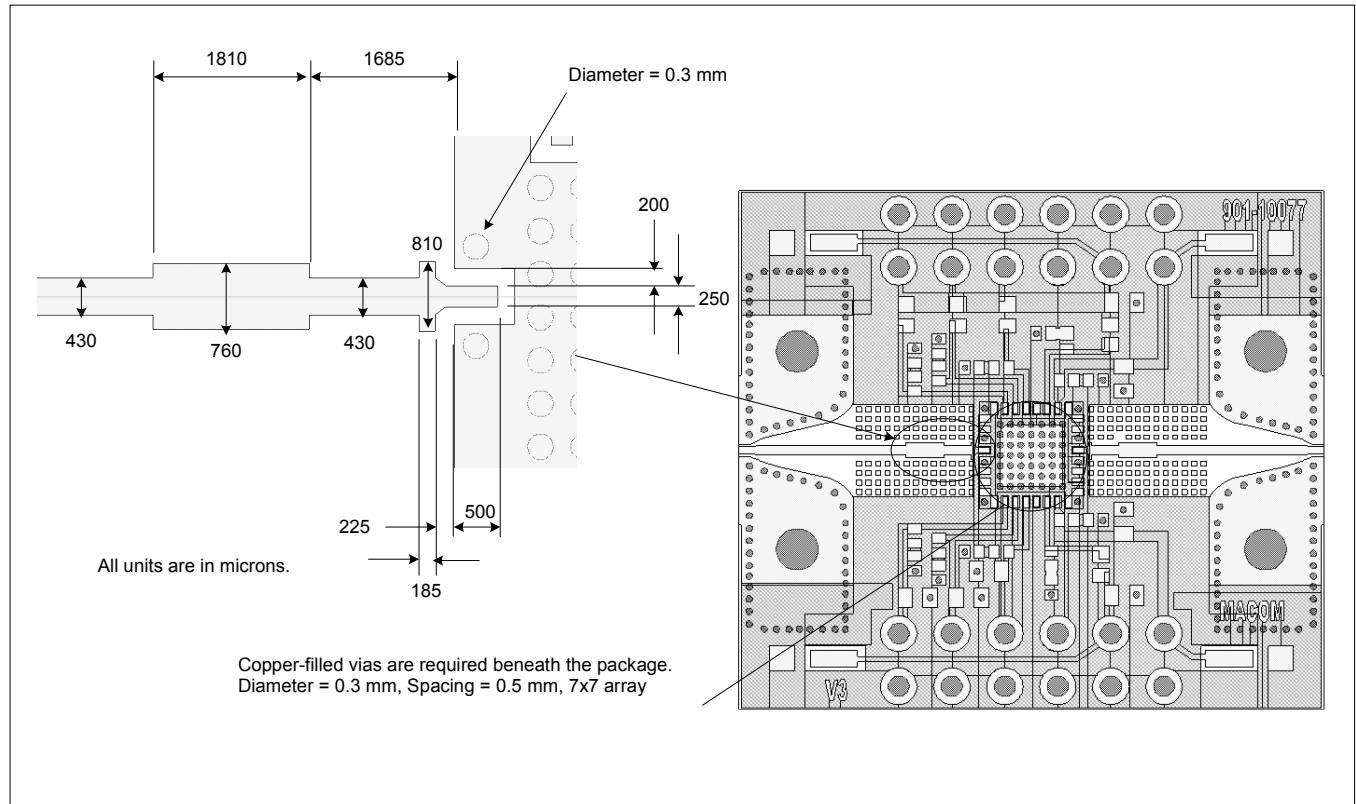 1810
1685
Diameter = 0.3 mm
200
810
250
430
760
430
225
500
185
All units are in microns.
Copper-filled vias are required beneath the package.
Diameter = 0.3 mm, Spacing = 0.5 mm, 7x7 array
901-10077
MACOM
V3